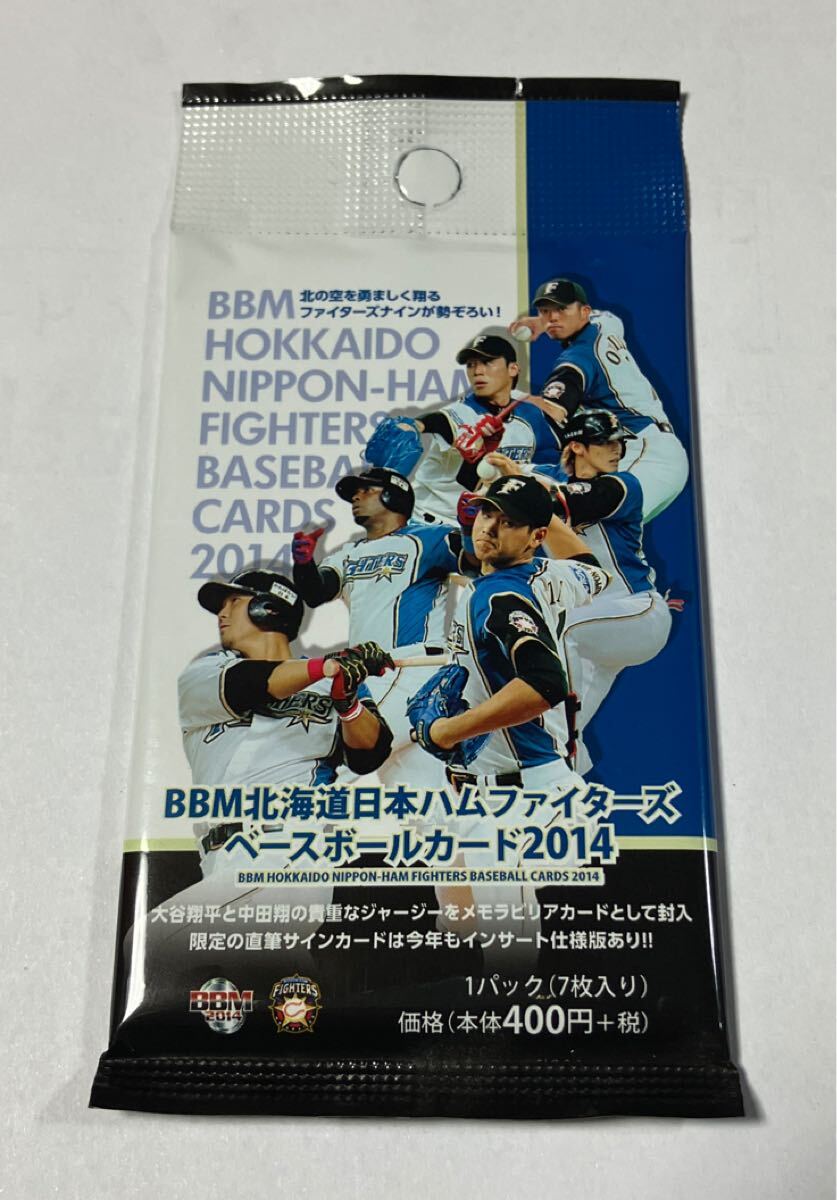 BBM
北の空を勇ましく翔る
ファイターズナインが勢ぞろい!
HOKKAIDO
NIPPON-HAM
FIGHTERS
BASEBA
CARDS
2014
F
F
F
FIGHTERS
HTERS
BBM北海道日本ハムファイターズ
ベースボールカード2014
BBM HOKKAIDO NIPPON-HAM FIGHTERS BASEBALL CARDS 2014
大谷翔平と中田翔の貴重なジャージーをメモラビリアカードとして封入
限定の直筆サインカードは今年もインサート仕様版あり!!
BBM
2014
FIGHTERS
1パック(7枚入り)
価格(本体400円+税)